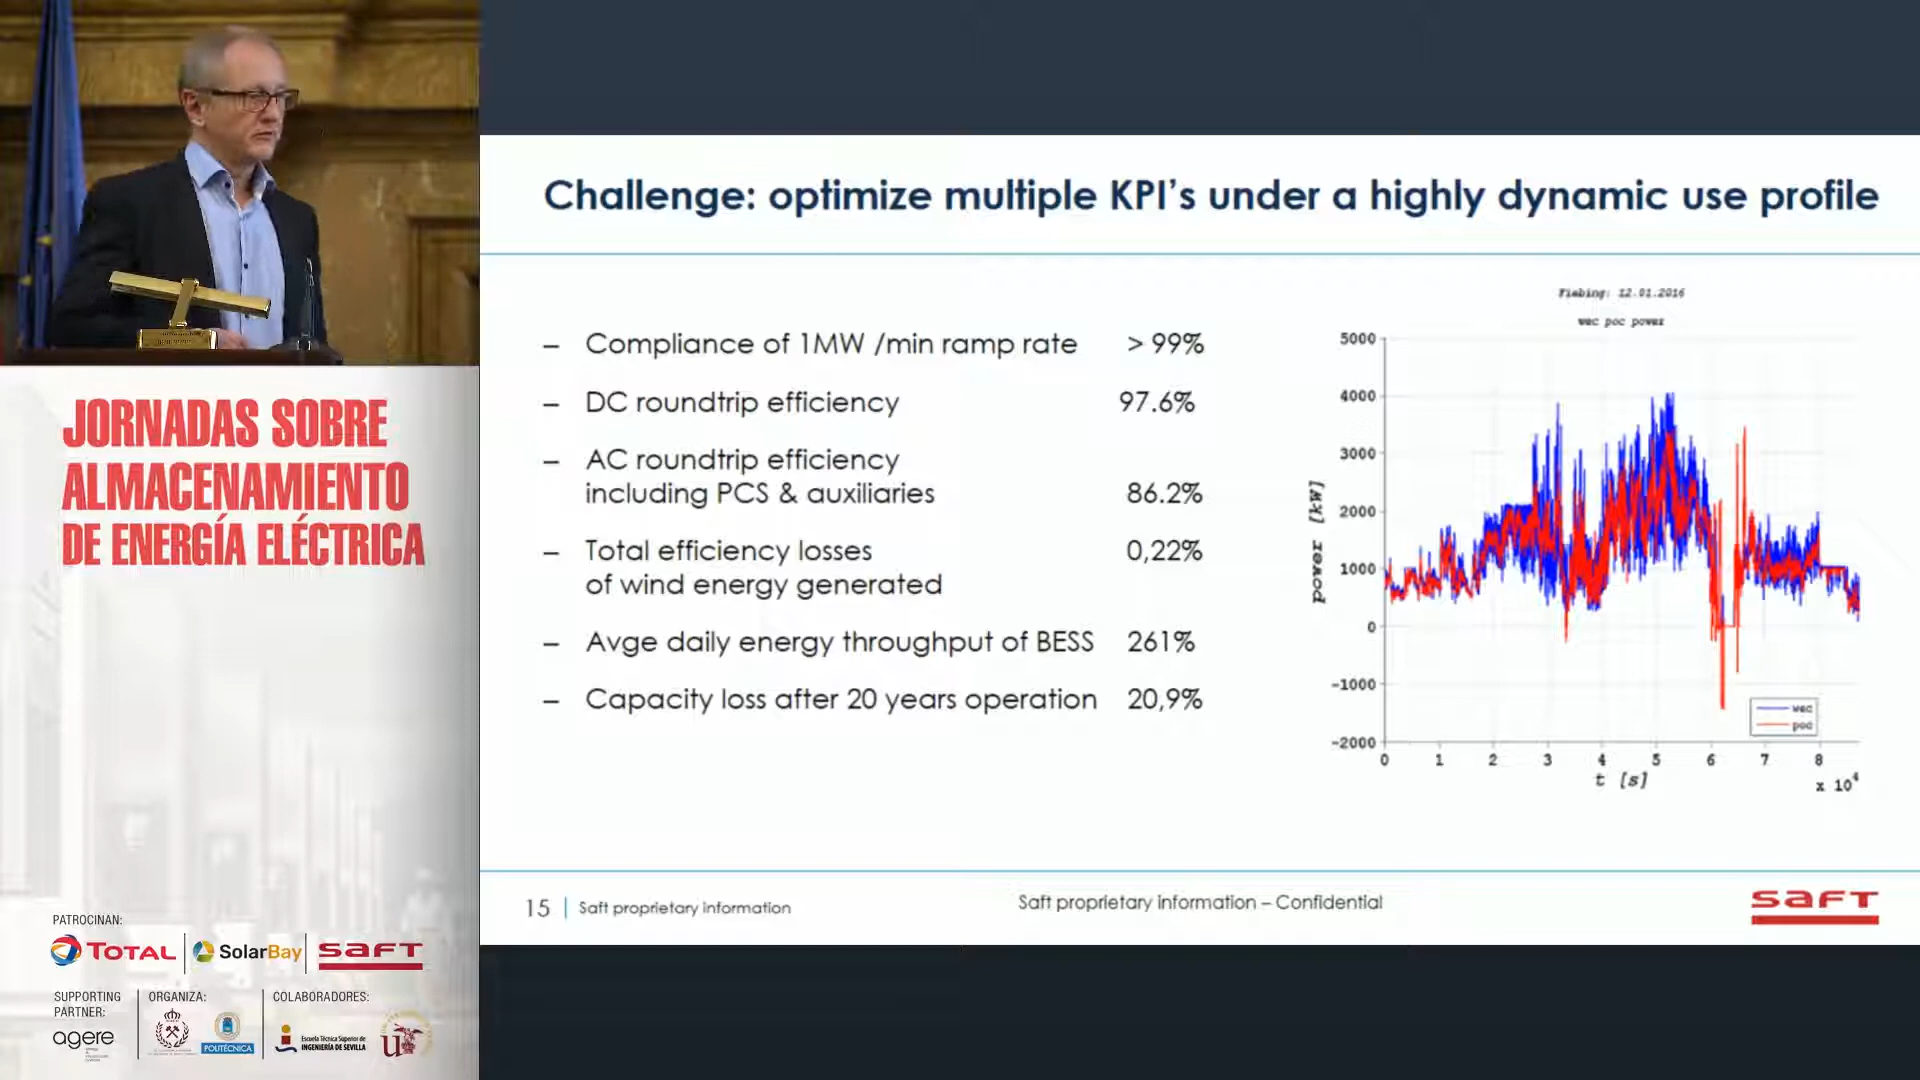 JORNADAS SOBRE
ALMACENAMIENTO
DE ENERGÍA ELÉCTRICA
PATROCINAN:
TOTAL
SolarBay
SAFT
SUPPORTING
PARTNER:
agere
ORGANIZA:
POLITÉCNICA
COLABORADORES:
Escuela Técnica Superior de
INGENIERÍA DE SEVILLA
Challenge: optimize multiple KPI's under a highly dynamic use profile
– Compliance of 1MW /min ramp rate > 99%
– DC roundtrip efficiency 97.6%
– AC roundtrip efficiency
including PCS & auxiliaries 86.2%
– Total efficiency losses 0,22%
of wind energy generated
– Avge daily energy throughput of BESS 261%
– Capacity loss after 20 years operation 20,9%
Fiebing: 12.01.2016
wec poc power
power [kW]
5000
4000
3000
2000
1000
0
-1000
-2000
0 1 2 3 4 5 6 7 8
x 10⁴
t [s]
wec
poc
15 | Saft proprietary information
Saft proprietary information – Confidential
SAFT